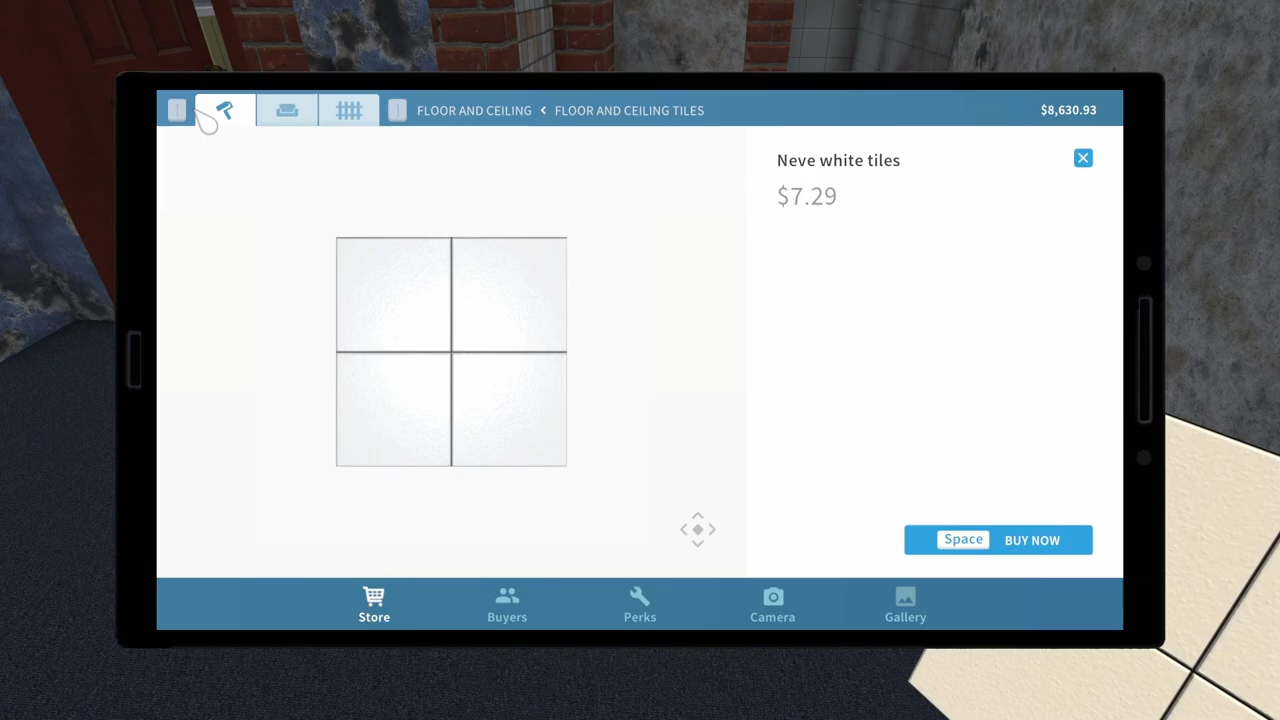 FLOOR AND CEILING < FLOOR AND CEILING TILES
$8,630.93
Neve white tiles
$7.29
Space BUY NOW
Store
Buyers
Perks
Camera
Gallery